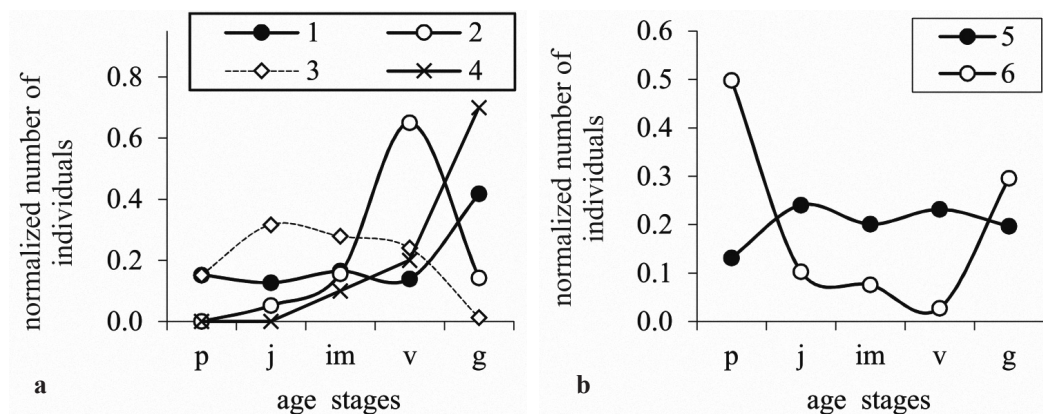 normalized number of
individuals
0.8
0.6
0.4
0.2
0.0
1 2
3 4
p j im v g
age stages
a
normalized number of
individuals
0.6
0.5
0.4
0.3
0.2
0.1
0.0
5
6
p j im v g
age stages
b